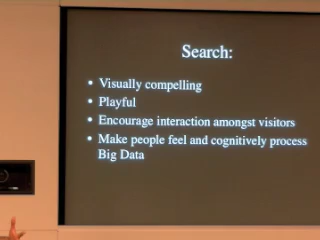 Search:
• Visually compelling
• Playful
• Encourage interaction amongst visitors
• Make people feel and cognitively process
Big Data